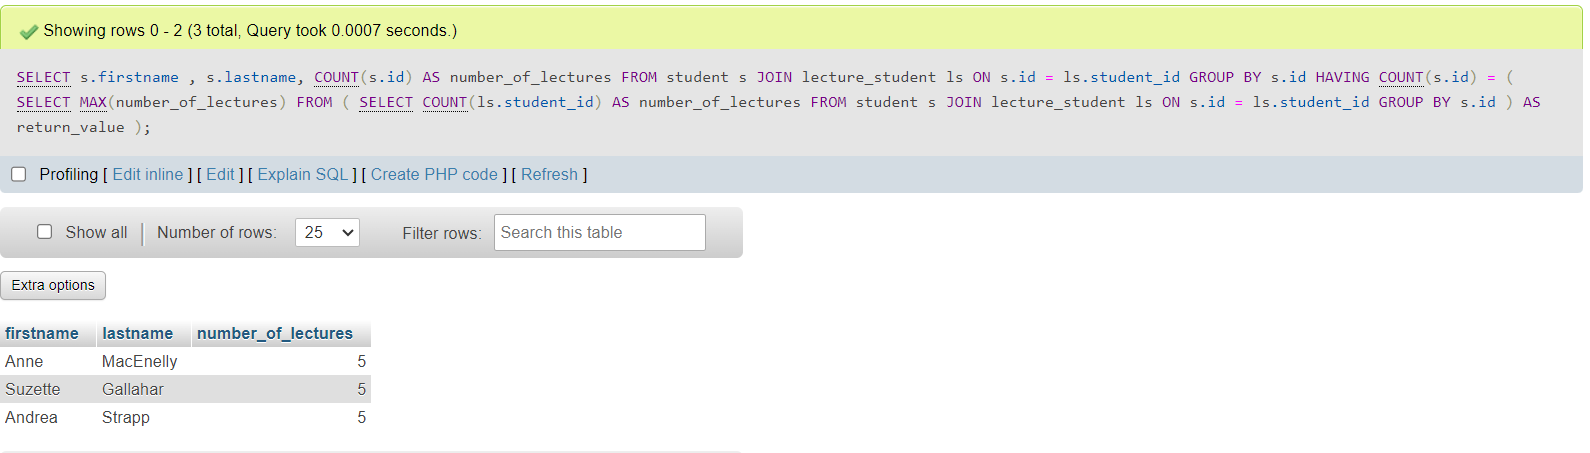 Showing rows 0 - 2 (3 total, Query took 0.0007 seconds.)
SELECT s.firstname , s.lastname, COUNT(s.id) AS number_of_lectures FROM student s JOIN lecture_student ls ON s.id = ls.student_id GROUP BY s.id HAVING COUNT(s.id) = (
SELECT MAX(number_of_lectures) FROM ( SELECT COUNT(ls.student_id) AS number_of_lectures FROM student s JOIN lecture_student ls ON s.id = ls.student_id GROUP BY s.id ) AS
return_value );
Profiling [ Edit inline ] [ Edit ] [ Explain SQL ] [ Create PHP code ] [ Refresh ]
Show all Number of rows: 25 Filter rows: Search this table
Extra options
firstname lastname number_of_lectures
Anne MacEnelly 5
Suzette Gallahar 5
Andrea Strapp 5